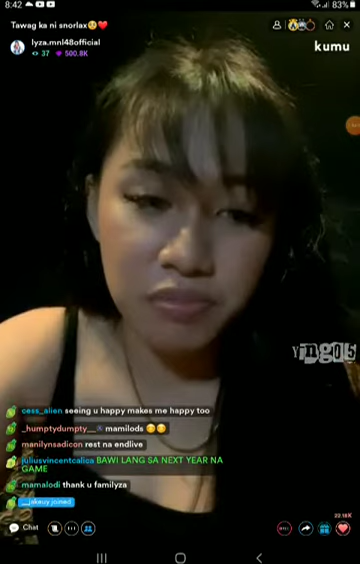 8:42
83%
Tawag ka ni snorlax🥺❤️
lyza.mnl48official
37 500.8K
kumu
YNG05
cess_alien seeing u happy makes me happy too
_humptydumpty__ mamilods 😊😊
manilynsadicon rest na endlive
juliusvincentcalica BAWI LANG SA NEXT YEAR NA
GAME
mamalodi thank u familyza
__jakeuy joined
Chat